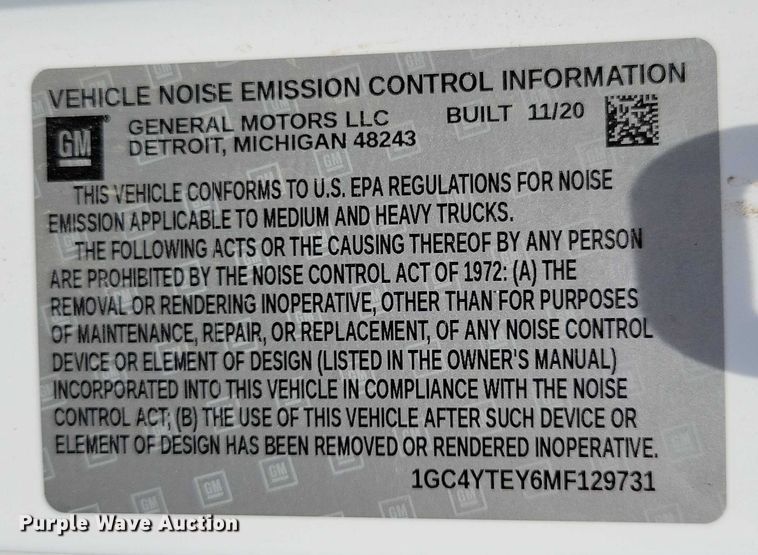 VEHICLE NOISE EMISSION CONTROL INFORMATION
GM
GENERAL MOTORS LLC BUILT 11/20
DETROIT, MICHIGAN 48243
THIS VEHICLE CONFORMS TO U.S. EPA REGULATIONS FOR NOISE
EMISSION APPLICABLE TO MEDIUM AND HEAVY TRUCKS.
THE FOLLOWING ACTS OR THE CAUSING THEREOF BY ANY PERSON
ARE PROHIBITED BY THE NOISE CONTROL ACT OF 1972: (A) THE
REMOVAL OR RENDERING INOPERATIVE, OTHER THAN FOR PURPOSES
OF MAINTENANCE, REPAIR, OR REPLACEMENT, OF ANY NOISE CONTROL
DEVICE OR ELEMENT OF DESIGN (LISTED IN THE OWNER'S MANUAL)
INCORPORATED INTO THIS VEHICLE IN COMPLIANCE WITH THE NOISE
CONTROL ACT; (B) THE USE OF THIS VEHICLE AFTER SUCH DEVICE OR
ELEMENT OF DESIGN HAS BEEN REMOVED OR RENDERED INOPERATIVE.
1GC4YTEY6MF129731
Purple Wave Auction